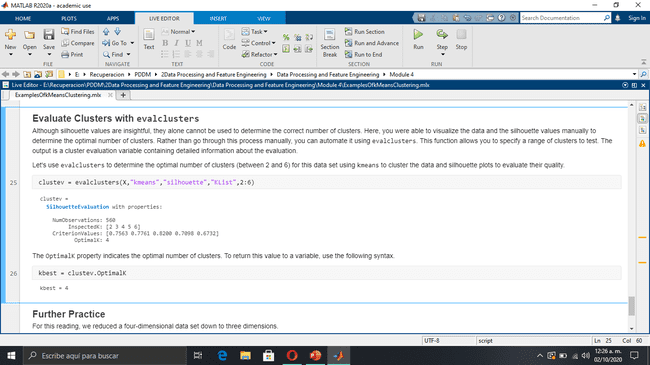 MATLAB R2020a - academic use
HOME PLOTS APPS LIVE EDITOR INSERT VIEW
Search Documentation
Sign In
New Open Save
Find Files
Compare
Print
Go To
Find
Text
Normal
B I U M
Code
Task
Control
Refactor
Section Break
Run Section
Run and Advance
Run to End
Run Step Stop
FILE NAVIGATE TEXT CODE SECTION RUN
E: Recuperacion PDDM 2Data Processing and Feature Engineering Data Processing and Feature Engineering Module 4
Live Editor - E:\Recuperacion\PDDM\2Data Processing and Feature Engineering\Data Processing and Feature Engineering\Module 4\ExamplesOfkMeansClustering.mlx
ExamplesOfkMeansClustering.mlx
Evaluate Clusters with evalclusters
Although silhouette values are insightful, they alone cannot be used to determine the correct number of clusters. Here, you were able to visualize the data and the silhouette values manually to
determine the optimal number of clusters. Rather than go through this process manually, you can automate it using evalclusters. This function allows you to specify a range of clusters to test. The
output is a cluster evaluation variable containing detailed information about the evaluation.
Let's use evalclusters to determine the optimal number of clusters (between 2 and 6) for this data set using kmeans to cluster the data and silhouette plots to evaluate their quality.
25 clustev = evalclusters(X,"kmeans","silhouette","KList",2:6)
clustev =
SilhouetteEvaluation with properties:
NumObservations: 560
InspectedK: [2 3 4 5 6]
CriterionValues: [0.7563 0.7761 0.8200 0.7098 0.6732]
OptimalK: 4
The OptimalK property indicates the optimal number of clusters. To return this value to a variable, use the following syntax.
26 kbest = clustev.OptimalK
kbest = 4
Further Practice
For this reading, we reduced a four-dimensional data set down to three dimensions.
UTF-8 script Ln 25 Col 60
Escribe aquí para buscar
12:26 a. m.
02/10/2020